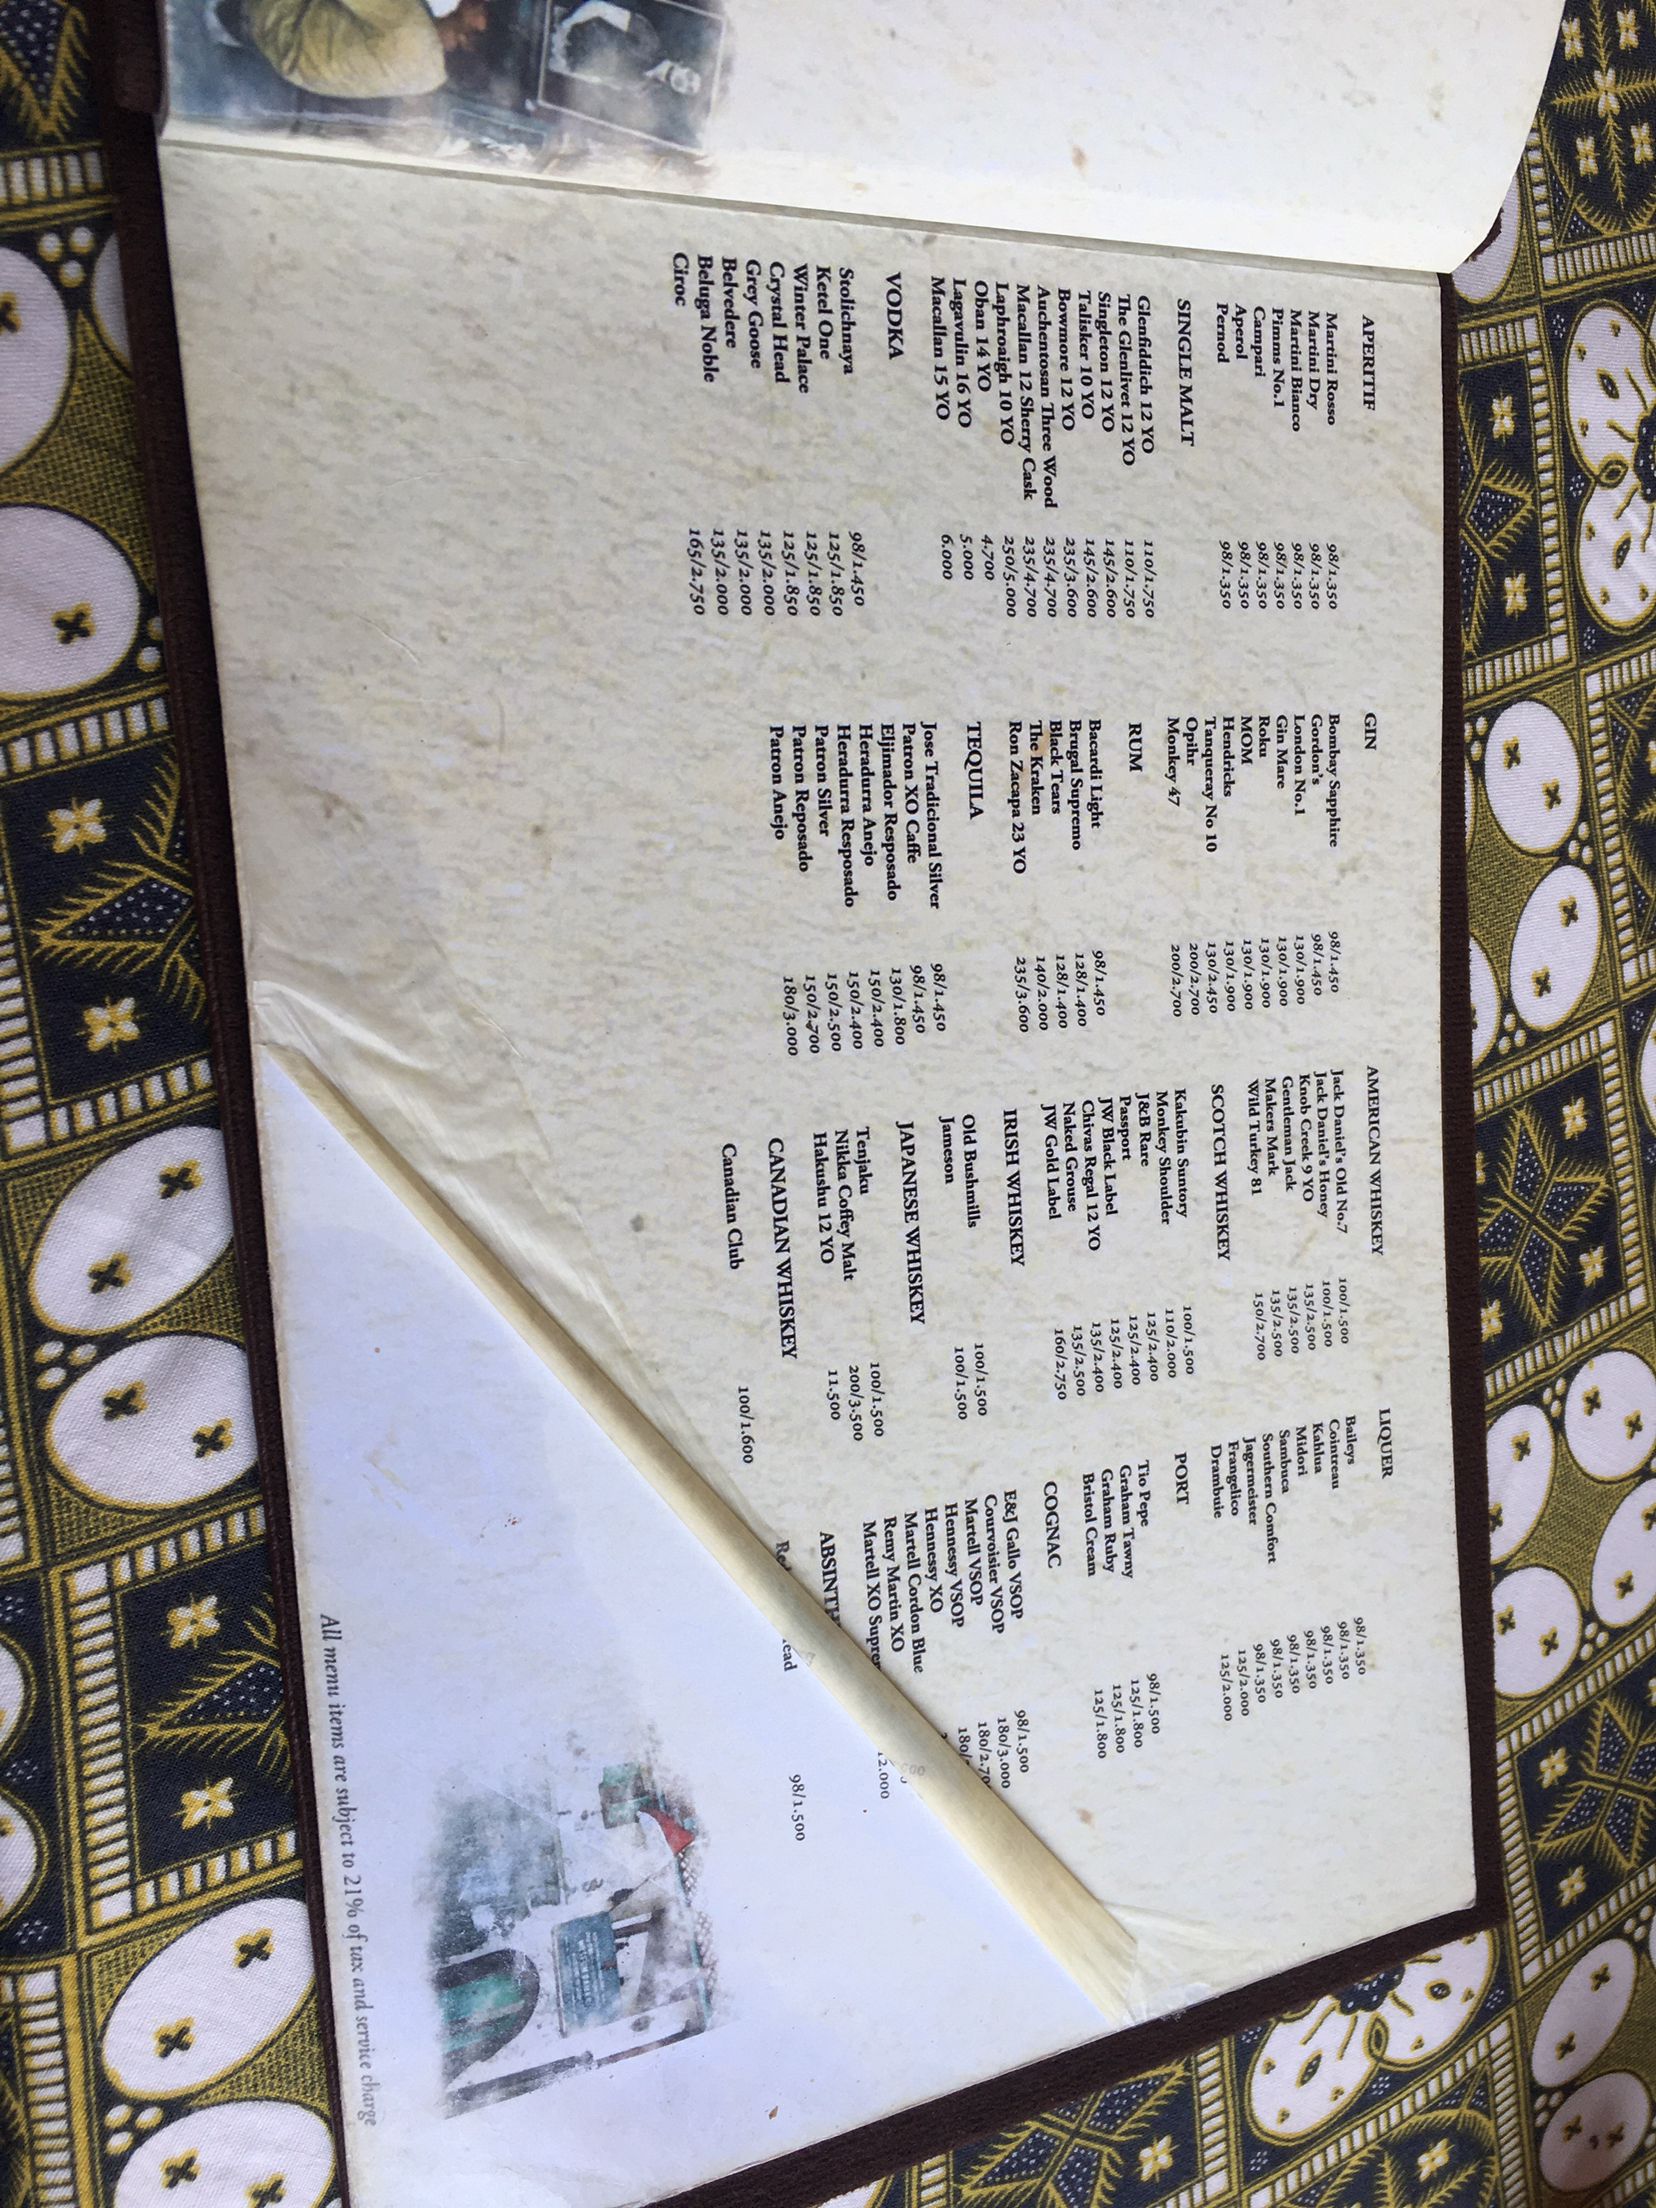 APERITIF
Martini Rosso 98/1.350
Martini Dry 98/1.350
Martini Bianco 98/1.350
Pimms No.1 98/1.350
Campari 98/1.350
Aperol 98/1.350
Pernod 98/1.350
SINGLE MALT
Glenfiddich 12 YO 110/1.750
The Glenlivet 12 YO 110/1.750
Singleton 12 YO 145/2.600
Talisker 10 YO 145/2.600
Bowmore 12 YO 235/3.600
Auchentosan Three Wood 235/4.700
Macallan 12 Sherry Cask 235/4.700
Laphroaigh 10 YO 250/5.000
Oban 14 YO 4.700
Lagavulin 16 YO 5.000
Macallan 15 YO 6.000
VODKA
Stolichnaya 98/1.450
Ketel One 125/1.850
Winter Palace 125/1.850
Crystal Head 125/1.850
Grey Goose 135/2.000
Belvedere 135/2.000
Beluga Noble 135/2.000
Ciroc 165/2.750
GIN
Bombay Sapphire 98/1.450
Gordon's 98/1.450
London No.1 130/1.900
Gin Mare 130/1.900
Roku 130/1.900
MOM 130/1.900
Hendricks 130/1.900
Tanqueray No 10 130/2.450
Opihr 200/2.700
Monkey 47 200/2.700
RUM
Bacardi Light 98/1.450
Brugal Supremo 128/1.400
Black Tears 128/1.400
The Kraken 140/2.000
Ron Zacapa 23 YO 235/3.600
TEQUILA
Jose Tradicional Silver 98/1.450
Patron XO Caffe 98/1.450
Eljimador Resposado 130/1.800
Heradurra Anejo 150/2.400
Heradurra Resposado 150/2.400
Patron Silver 150/2.500
Patron Reposado 150/2.700
Patron Anejo 180/3.000
AMERICAN WHISKEY
Jack Daniel's Old No.7 100/1.500
Jack Daniel's Honey 100/1.500
Knob Creek 9 YO 135/2.500
Gentleman Jack 135/2.500
Makers Mark 135/2.500
Wild Turkey 81 150/2.700
SCOTCH WHISKEY
Kakubin Suntory 100/1.500
Monkey Shoulder 110/2.000
J&B Rare 125/2.400
Passport 125/2.400
JW Black Label 125/2.400
Chivas Regal 12 YO 135/2.400
Naked Grouse 135/2.500
JW Gold Label 160/2.750
IRISH WHISKEY
Old Bushmills 100/1.500
Jameson 100/1.500
JAPANESE WHISKEY
Tenjaku 100/1.500
Nikka Coffey Malt 200/3.500
Hakushu 12 YO 11.500
CANADIAN WHISKEY
Canadian Club 100/1.600
LIQUER
Baileys 98/1.350
Cointreau 98/1.350
Kahlua 98/1.350
Midori 98/1.350
Sambuca 98/1.350
Southern Comfort 98/1.350
Jagermeister 98/1.350
Frangelico 125/2.000
Drambuie 125/2.000
PORT
Tio Pepe 98/1.500
Graham Tawny 125/1.800
Graham Ruby 125/1.800
Bristol Cream 125/1.800
COGNAC
E&J Gallo VSOP 98/1.500
Courvoisier VSOP 180/3.000
Martell VSOP 180/2.70
Hennessy VSOP 180/
Hennessy XO
Martell Cordon Blue
Remy Martin XO
Martell XO Suprem 12.000
ABSINTH
98/1.500
All menu items are subject to 21% of tax and service charge